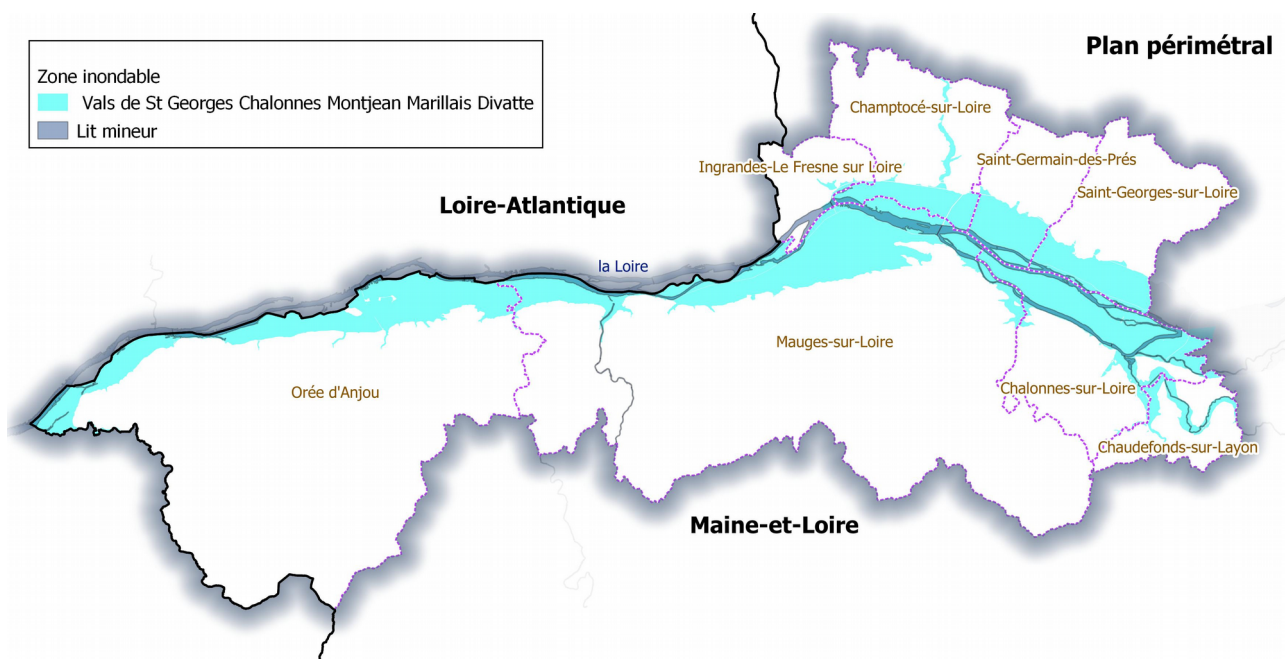 Plan périmétral
Zone inondable
Vals de St Georges Chalonnes Montjean Marillais Divatte
Lit mineur
Champtocé-sur-Loire
Ingrandes-Le Fresne sur Loire
Saint-Germain-des-Prés
Saint-Georges-sur-Loire
Loire-Atlantique
la Loire
Mauges-sur-Loire
Orée d'Anjou
Chalonnes-sur-Loire
Chaudefonds-sur-Layon
Maine-et-Loire